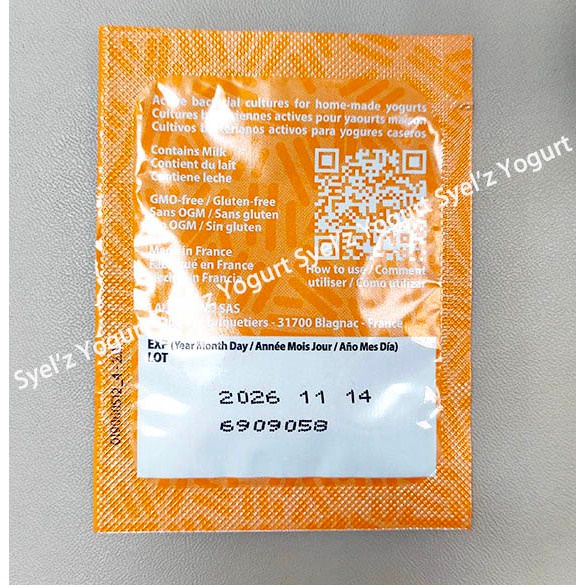 Active bacterial cultures for home-made yogurts
Cultures bactériennes actives pour yaourts maison
Cultivos bacterianos activos para yogures caseros
Contains Milk
Contient du lait
Contiene leche
GMO-free / Gluten-free
Sans OGM / Sans gluten
Sin OGM / Sin gluten
Made in France
Fabriqué en France
Hecho en Francia
How to use / Comment
utiliser / Cómo utilizar
SAS
- 31700 Blagnac - France
EXP (Year Month Day / Année Mois Jour / Año Mes Día)
LOT
2026 11 14
6909058
Syel'z Yogurt Syel'z Yogurt Syel'z Yogurt